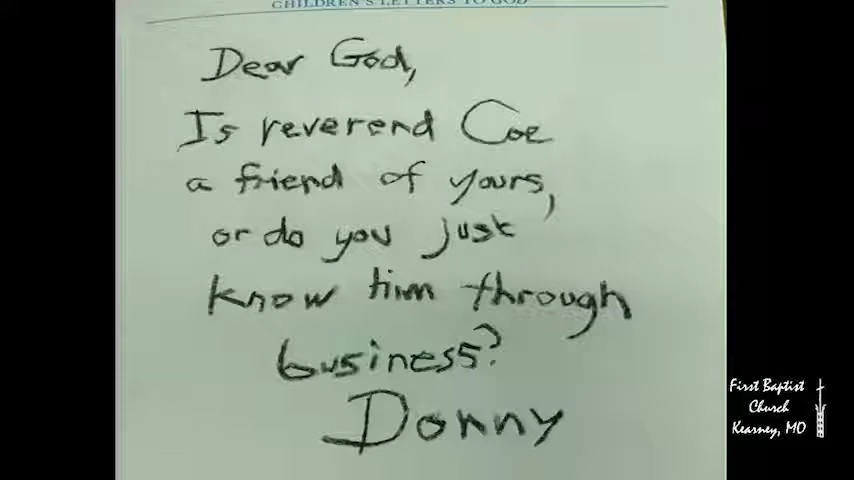 CHILDREN'S LETTERS TO GOD
Dear God,
Is reverend Coe
a friend of yours,
or do you just
know him through
business?
Donny
First Baptist
Church
Kearney, MO